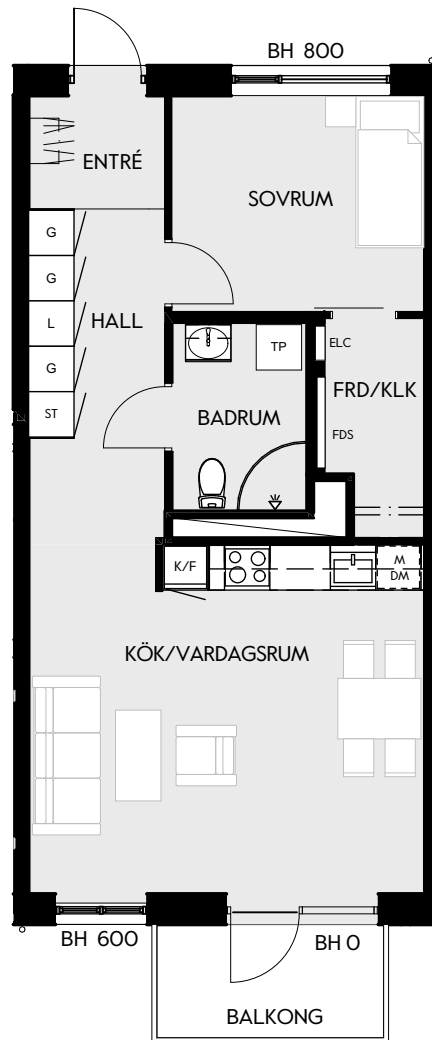 BH 800
ENTRÉ
SOVRUM
G
G
L
HALL
G
ST
ELC
TP
FRD/KLK
BADRUM
FDS
K/F
M
DM
KÖK/VARDAGSRUM
BH 600
BH 0
BALKONG